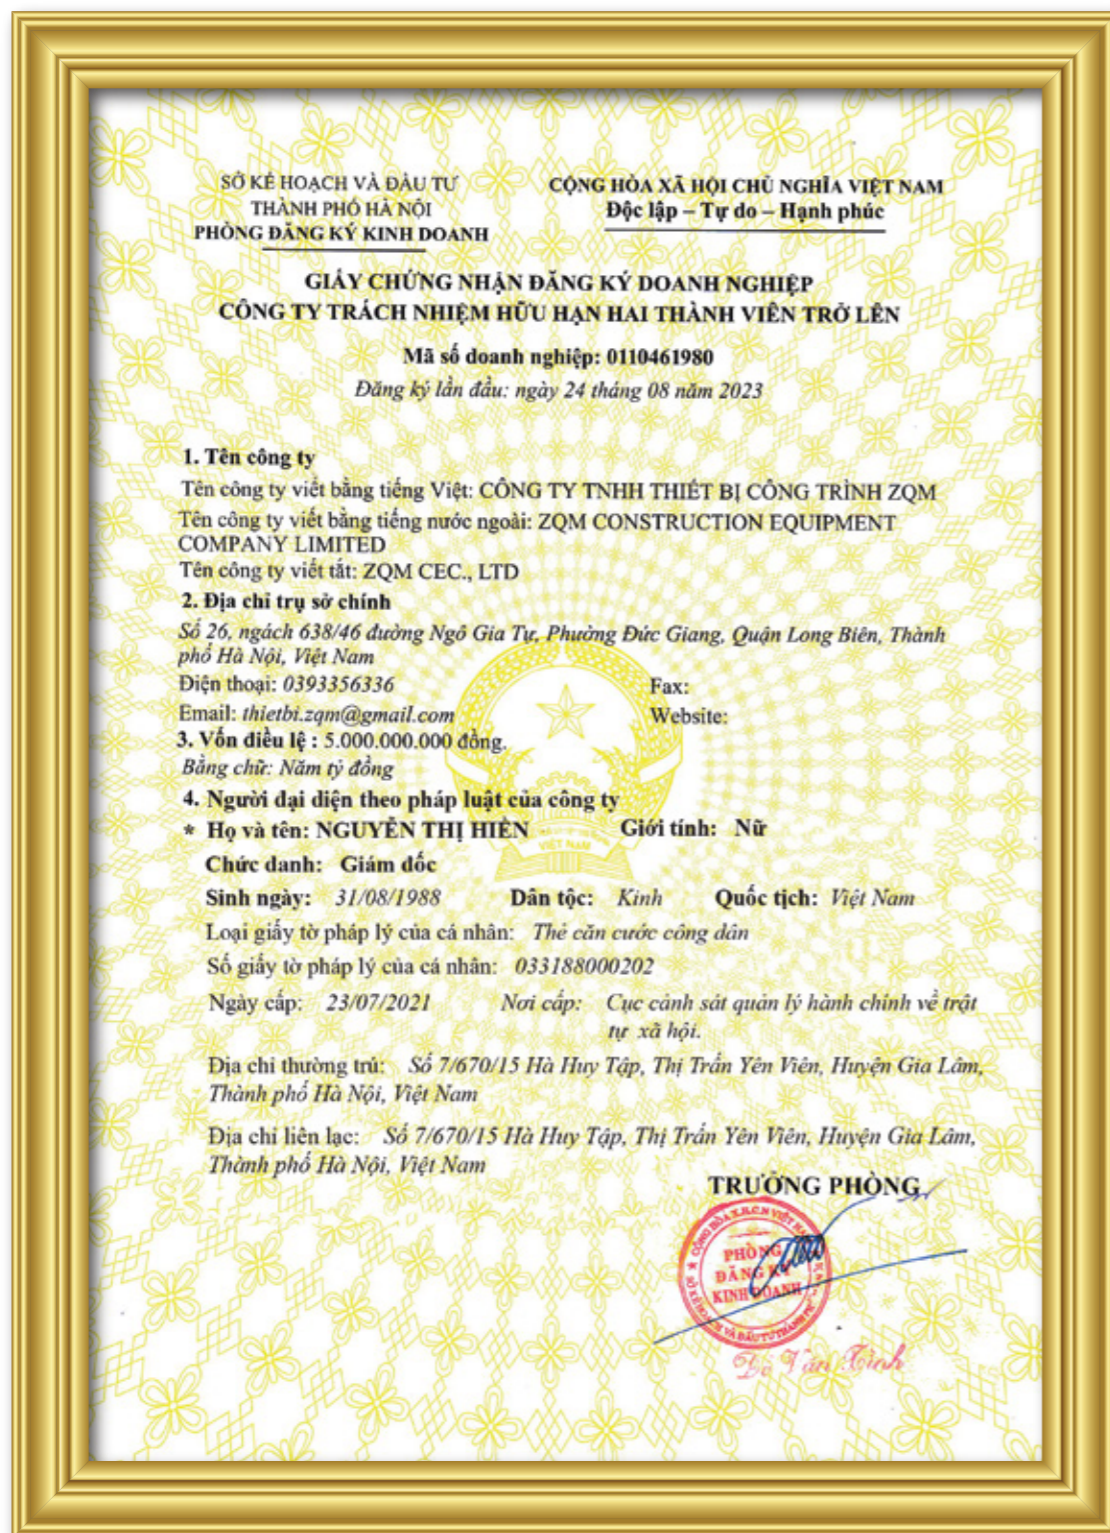 SỞ KẾ HOẠCH VÀ ĐẦU TƯ
THÀNH PHỐ HÀ NỘI
PHÒNG ĐĂNG KÝ KINH DOANH
CỘNG HÒA XÃ HỘI CHỦ NGHĨA VIỆT NAM
Độc lập – Tự do – Hạnh phúc
GIẤY CHỨNG NHẬN ĐĂNG KÝ DOANH NGHIỆP
CÔNG TY TRÁCH NHIỆM HỮU HẠN HAI THÀNH VIÊN TRỞ LÊN
Mã số doanh nghiệp: 0110461980
Đăng ký lần đầu: ngày 24 tháng 08 năm 2023
1. Tên công ty
Tên công ty viết bằng tiếng Việt: CÔNG TY TNHH THIẾT BỊ CÔNG TRÌNH ZQM
Tên công ty viết bằng tiếng nước ngoài: ZQM CONSTRUCTION EQUIPMENT
COMPANY LIMITED
Tên công ty viết tắt: ZQM CEC., LTD
2. Địa chỉ trụ sở chính
Số 26, ngách 638/46 đường Ngô Gia Tự, Phường Đức Giang, Quận Long Biên, Thành
phố Hà Nội, Việt Nam
Điện thoại: 0393356336 Fax:
Email: thietbi.zqm@gmail.com Website:
3. Vốn điều lệ : 5.000.000.000 đồng.
Bằng chữ: Năm tỷ đồng
4. Người đại diện theo pháp luật của công ty
* Họ và tên: NGUYỄN THỊ HIÊN Giới tính: Nữ
VIỆT NAM
Chức danh: Giám đốc
Sinh ngày: 31/08/1988 Dân tộc: Kinh Quốc tịch: Việt Nam
Loại giấy tờ pháp lý của cá nhân: Thẻ căn cước công dân
Số giấy tờ pháp lý của cá nhân: 033188000202
Ngày cấp: 23/07/2021 Nơi cấp: Cục cảnh sát quản lý hành chính về trật
tự xã hội.
Địa chỉ thường trú: Số 7/670/15 Hà Huy Tập, Thị Trấn Yên Viên, Huyện Gia Lâm,
Thành phố Hà Nội, Việt Nam
Địa chỉ liên lạc: Số 7/670/15 Hà Huy Tập, Thị Trấn Yên Viên, Huyện Gia Lâm,
Thành phố Hà Nội, Việt Nam
TRƯỞNG PHÒNG
PHÒNG
ĐĂNG KÝ
KINH DOANH